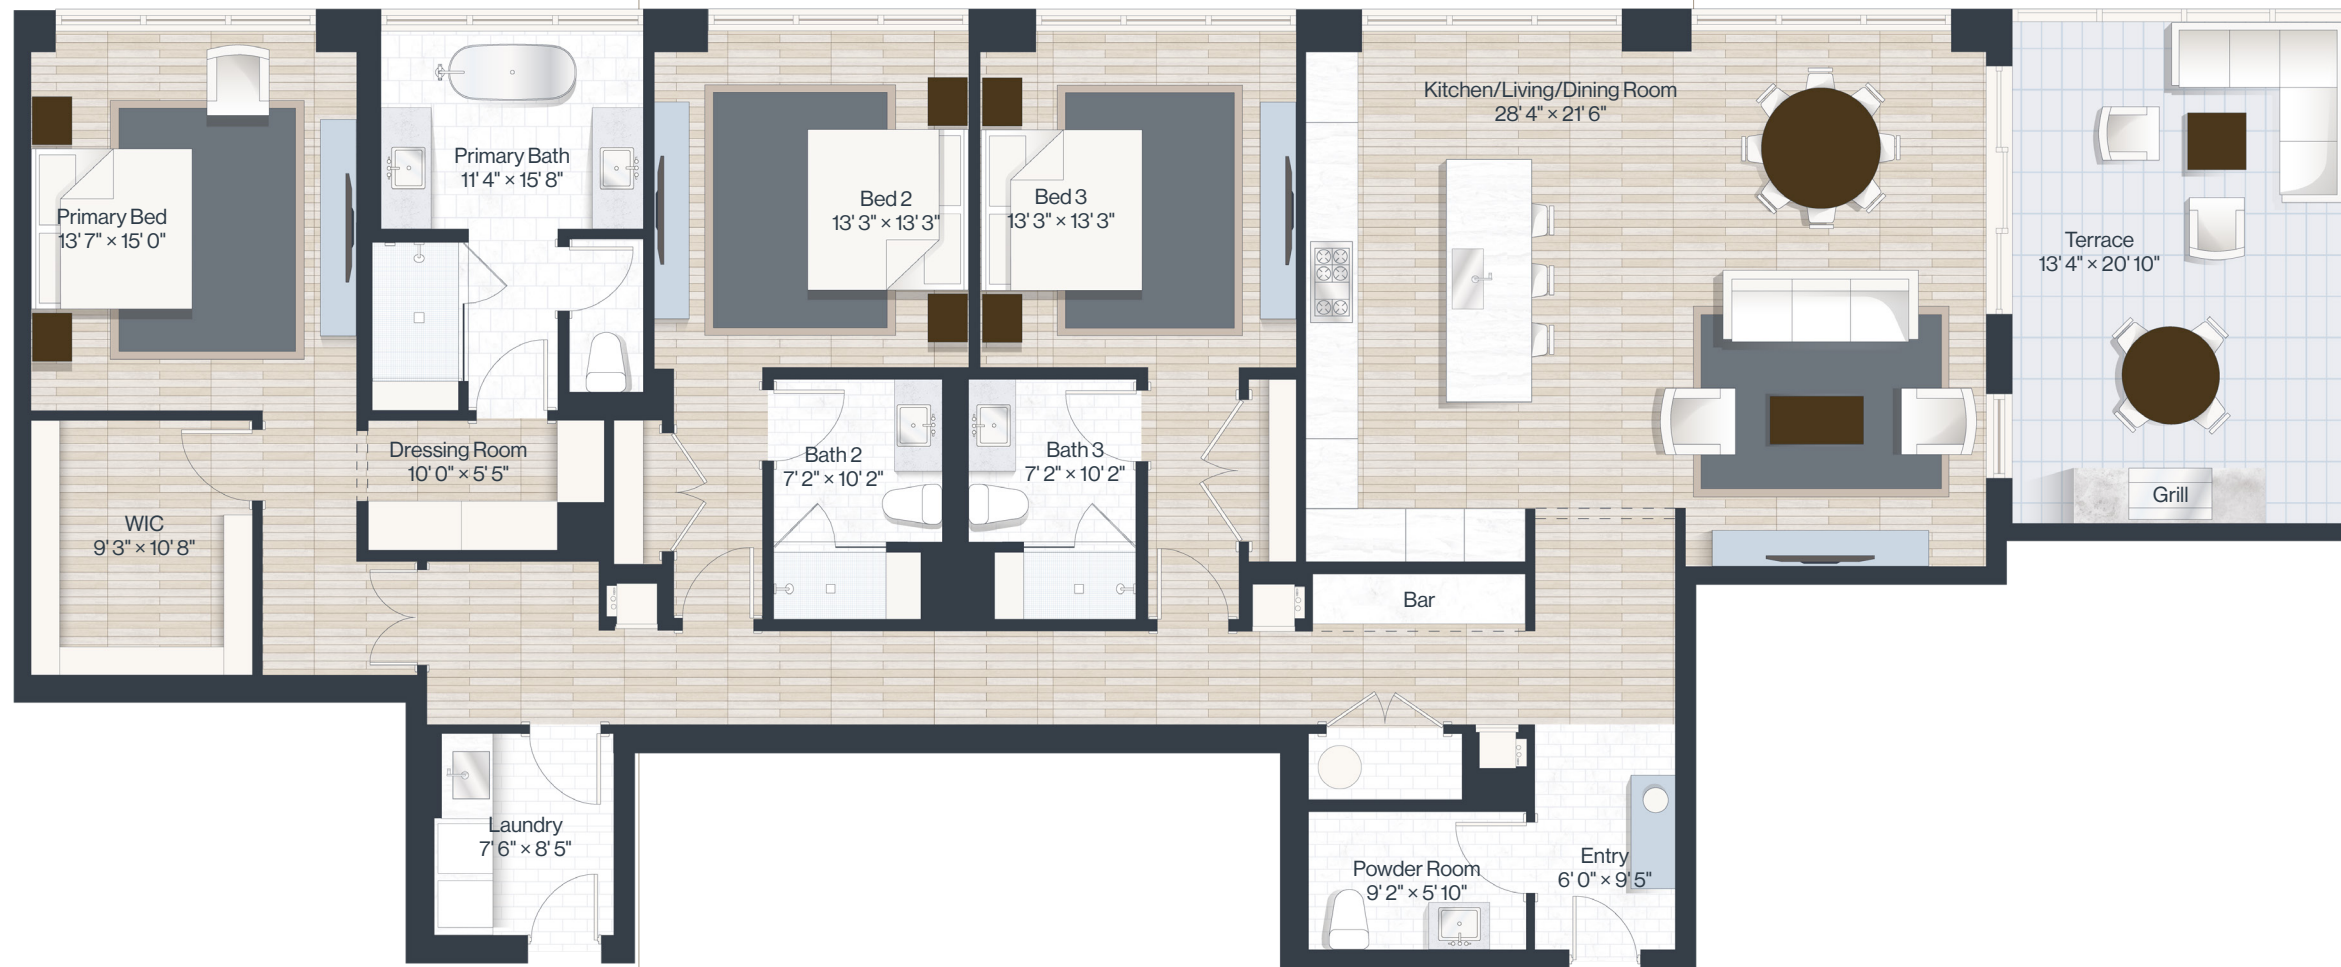 Primary Bed
13' 7" × 15' 0"
Primary Bath
11' 4" × 15' 8"
Bed 2
13' 3" × 13' 3"
Bed 3
13' 3" × 13' 3"
Kitchen/Living/Dining Room
28' 4" × 21' 6"
Terrace
13' 4" × 20' 10"
WIC
9' 3" × 10' 8"
Dressing Room
10' 0" × 5' 5"
Bath 2
7' 2" × 10' 2"
Bath 3
7' 2" × 10' 2"
Grill
Bar
Laundry
7' 6" × 8' 5"
Powder Room
9' 2" × 5' 10"
Entry
6' 0" × 9' 5"